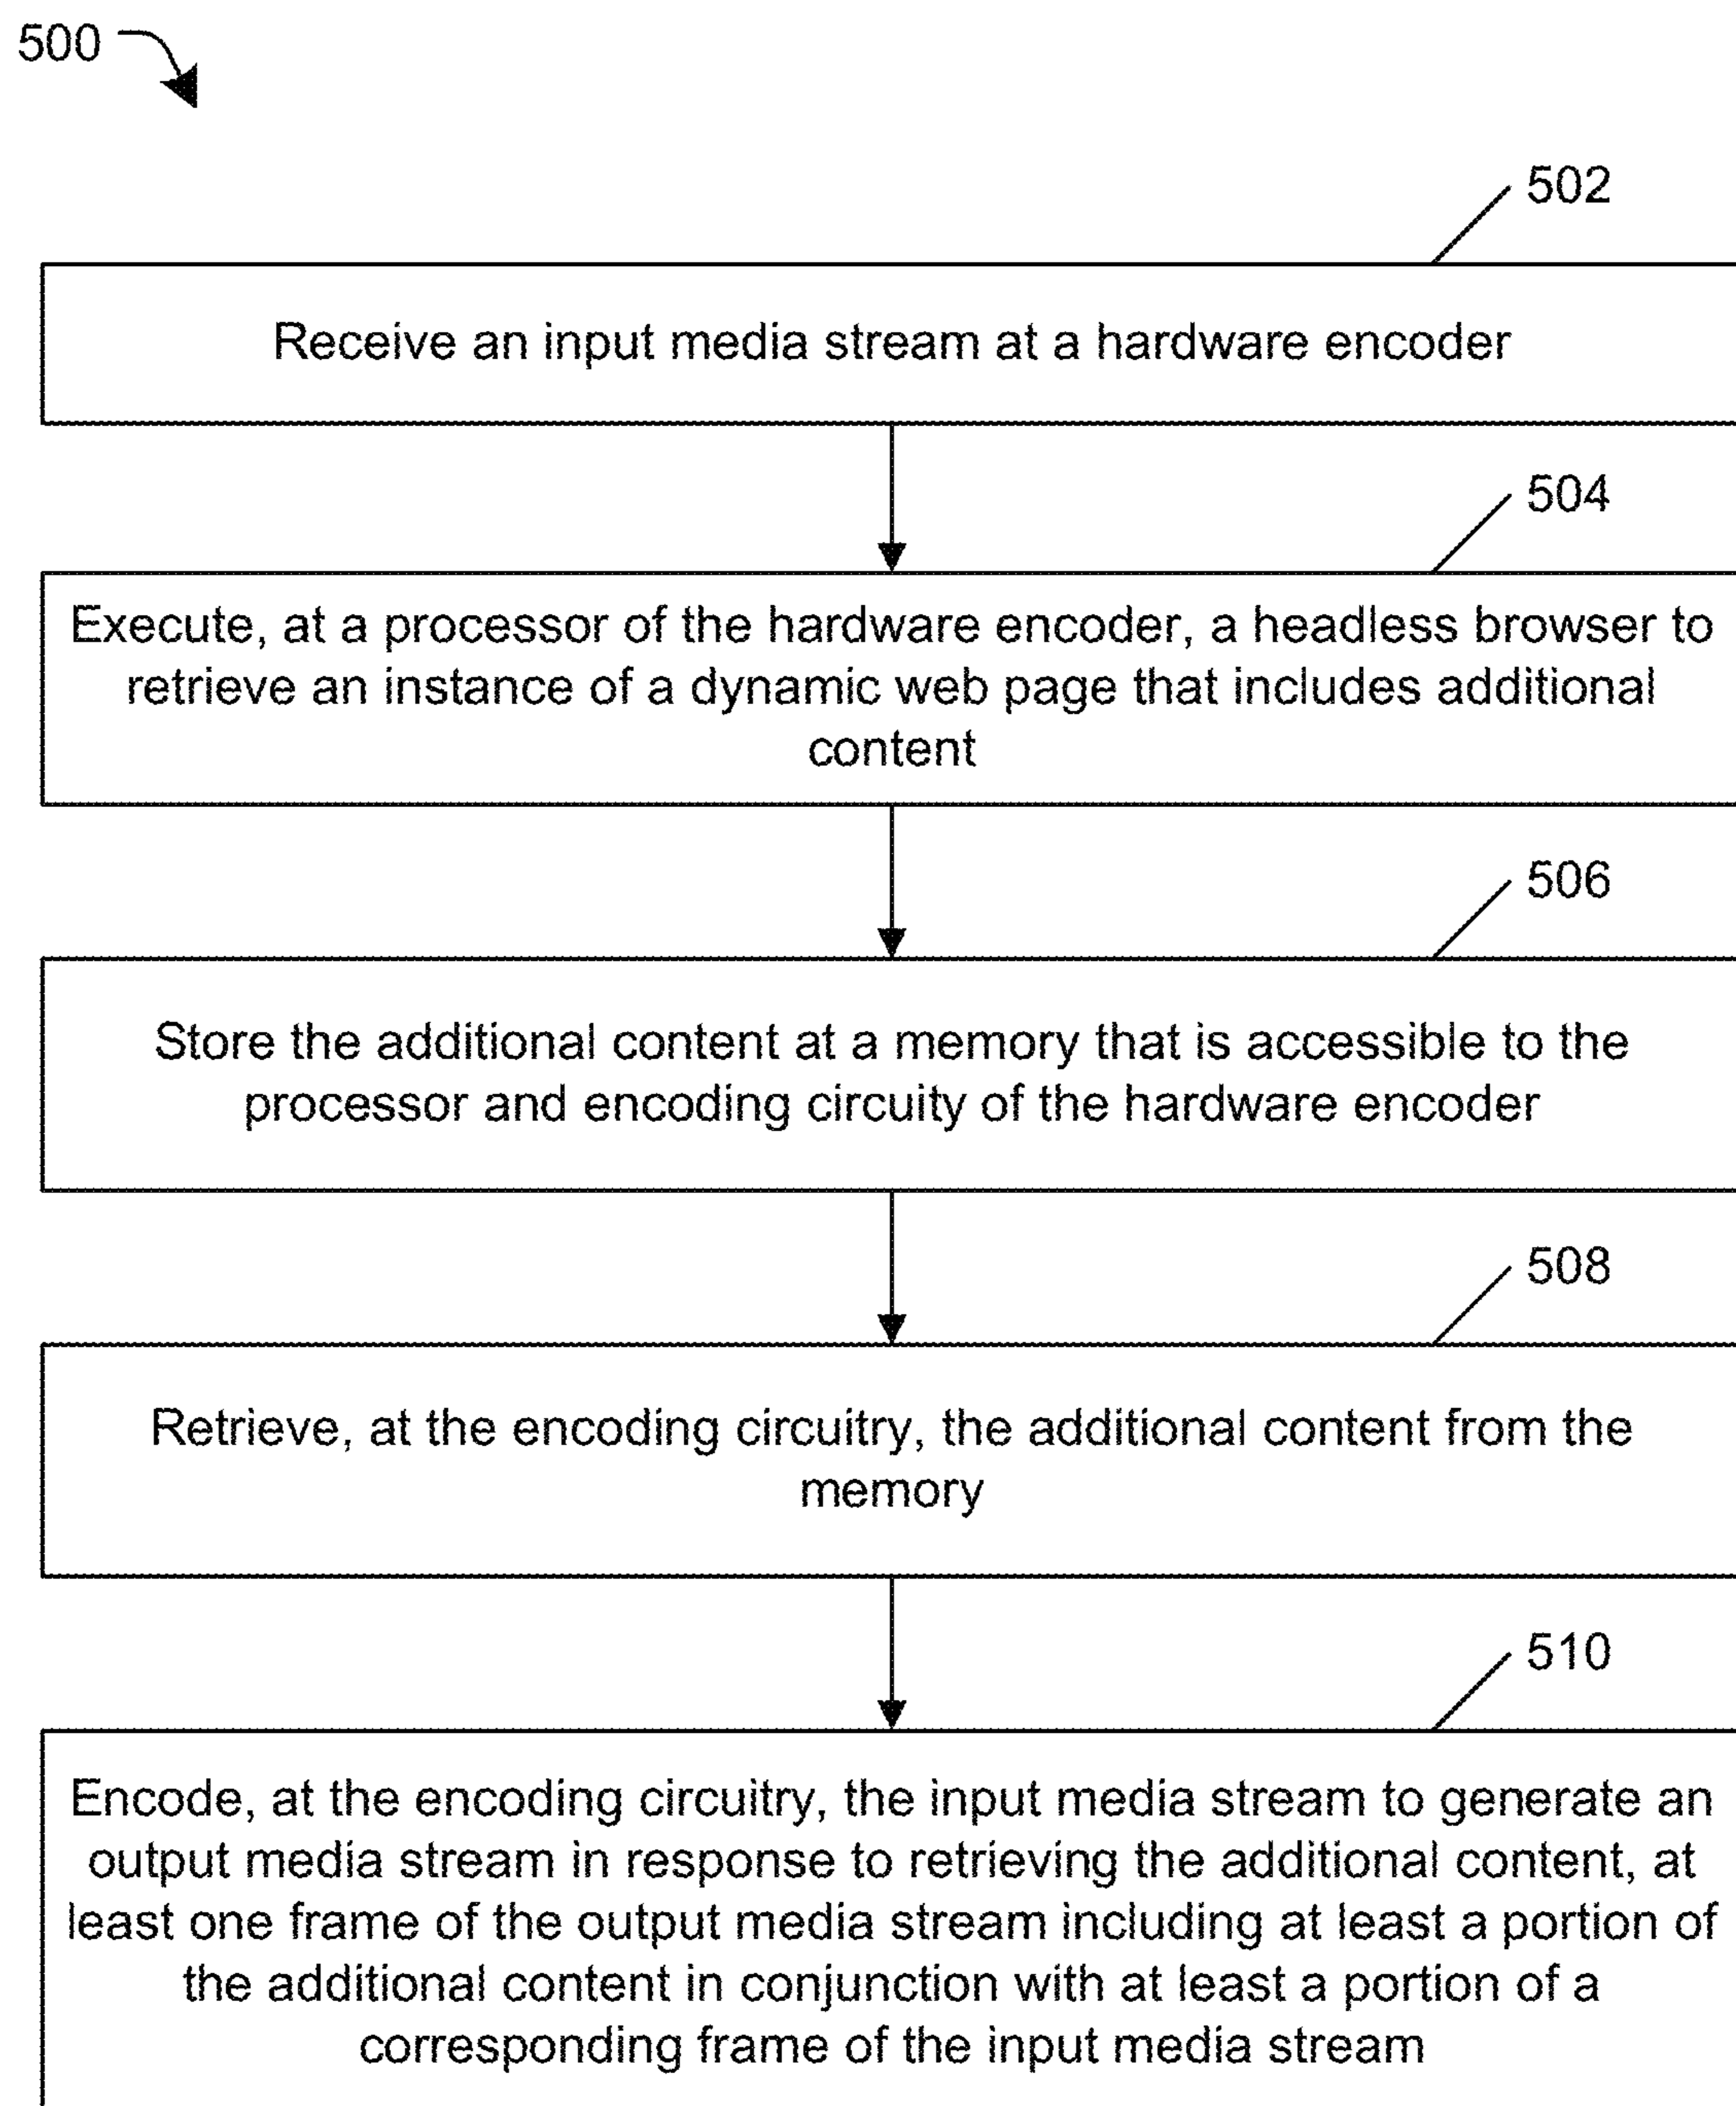 500
502
Receive an input media stream at a hardware encoder
504
Execute, at a processor of the hardware encoder, a headless browser to
retrieve an instance of a dynamic web page that includes additional
content
506
Store the additional content at a memory that is accessible to the
processor and encoding circuity of the hardware encoder
508
Retrieve, at the encoding circuitry, the additional content from the
memory
510
Encode, at the encoding circuitry, the input media stream to generate an
output media stream in response to retrieving the additional content, at
least one frame of the output media stream including at least a portion of
the additional content in conjunction with at least a portion of a
corresponding frame of the input media stream